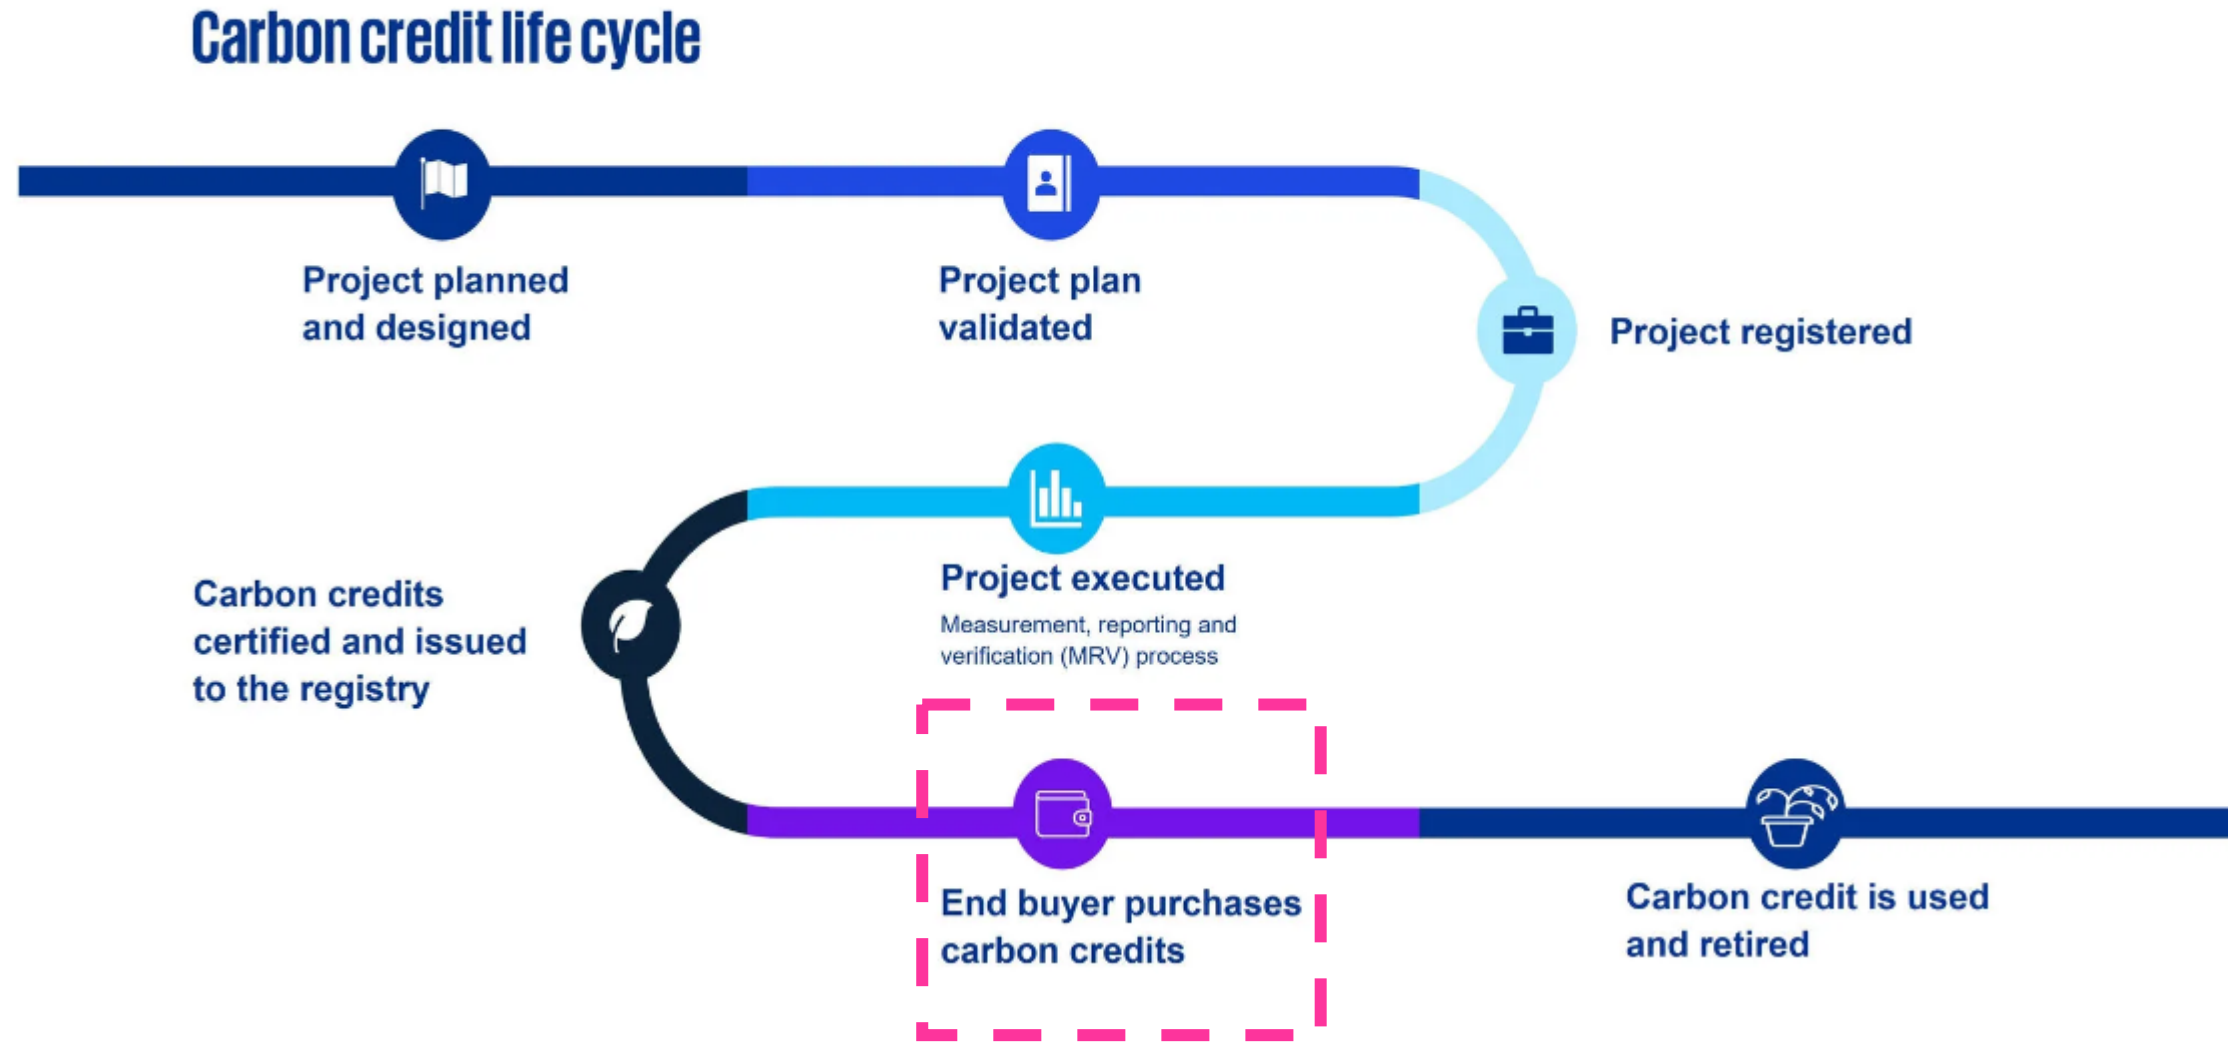 Carbon credit life cycle
Project planned
and designed
Project plan
validated
Project registered
Project executed
Measurement, reporting and
verification (MRV) process
Carbon credits
certified and issued
to the registry
End buyer purchases
carbon credits
Carbon credit is used
and retired